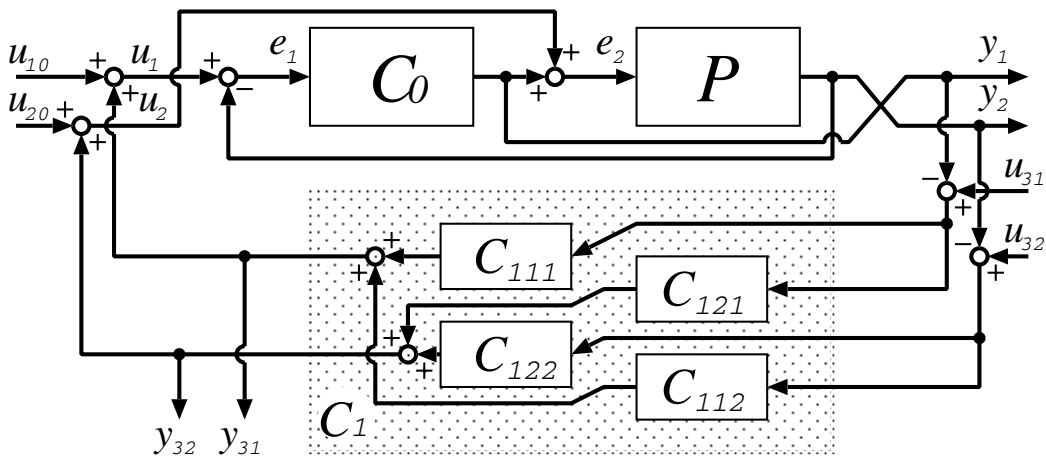 u10 + u1 + e1 C0 + e2 P y1
+ u2 − +
u20 + y2
+
− u31
+
− u32
+
+ C111
+
C121
+
C122
+
C112
C1
y32 y31